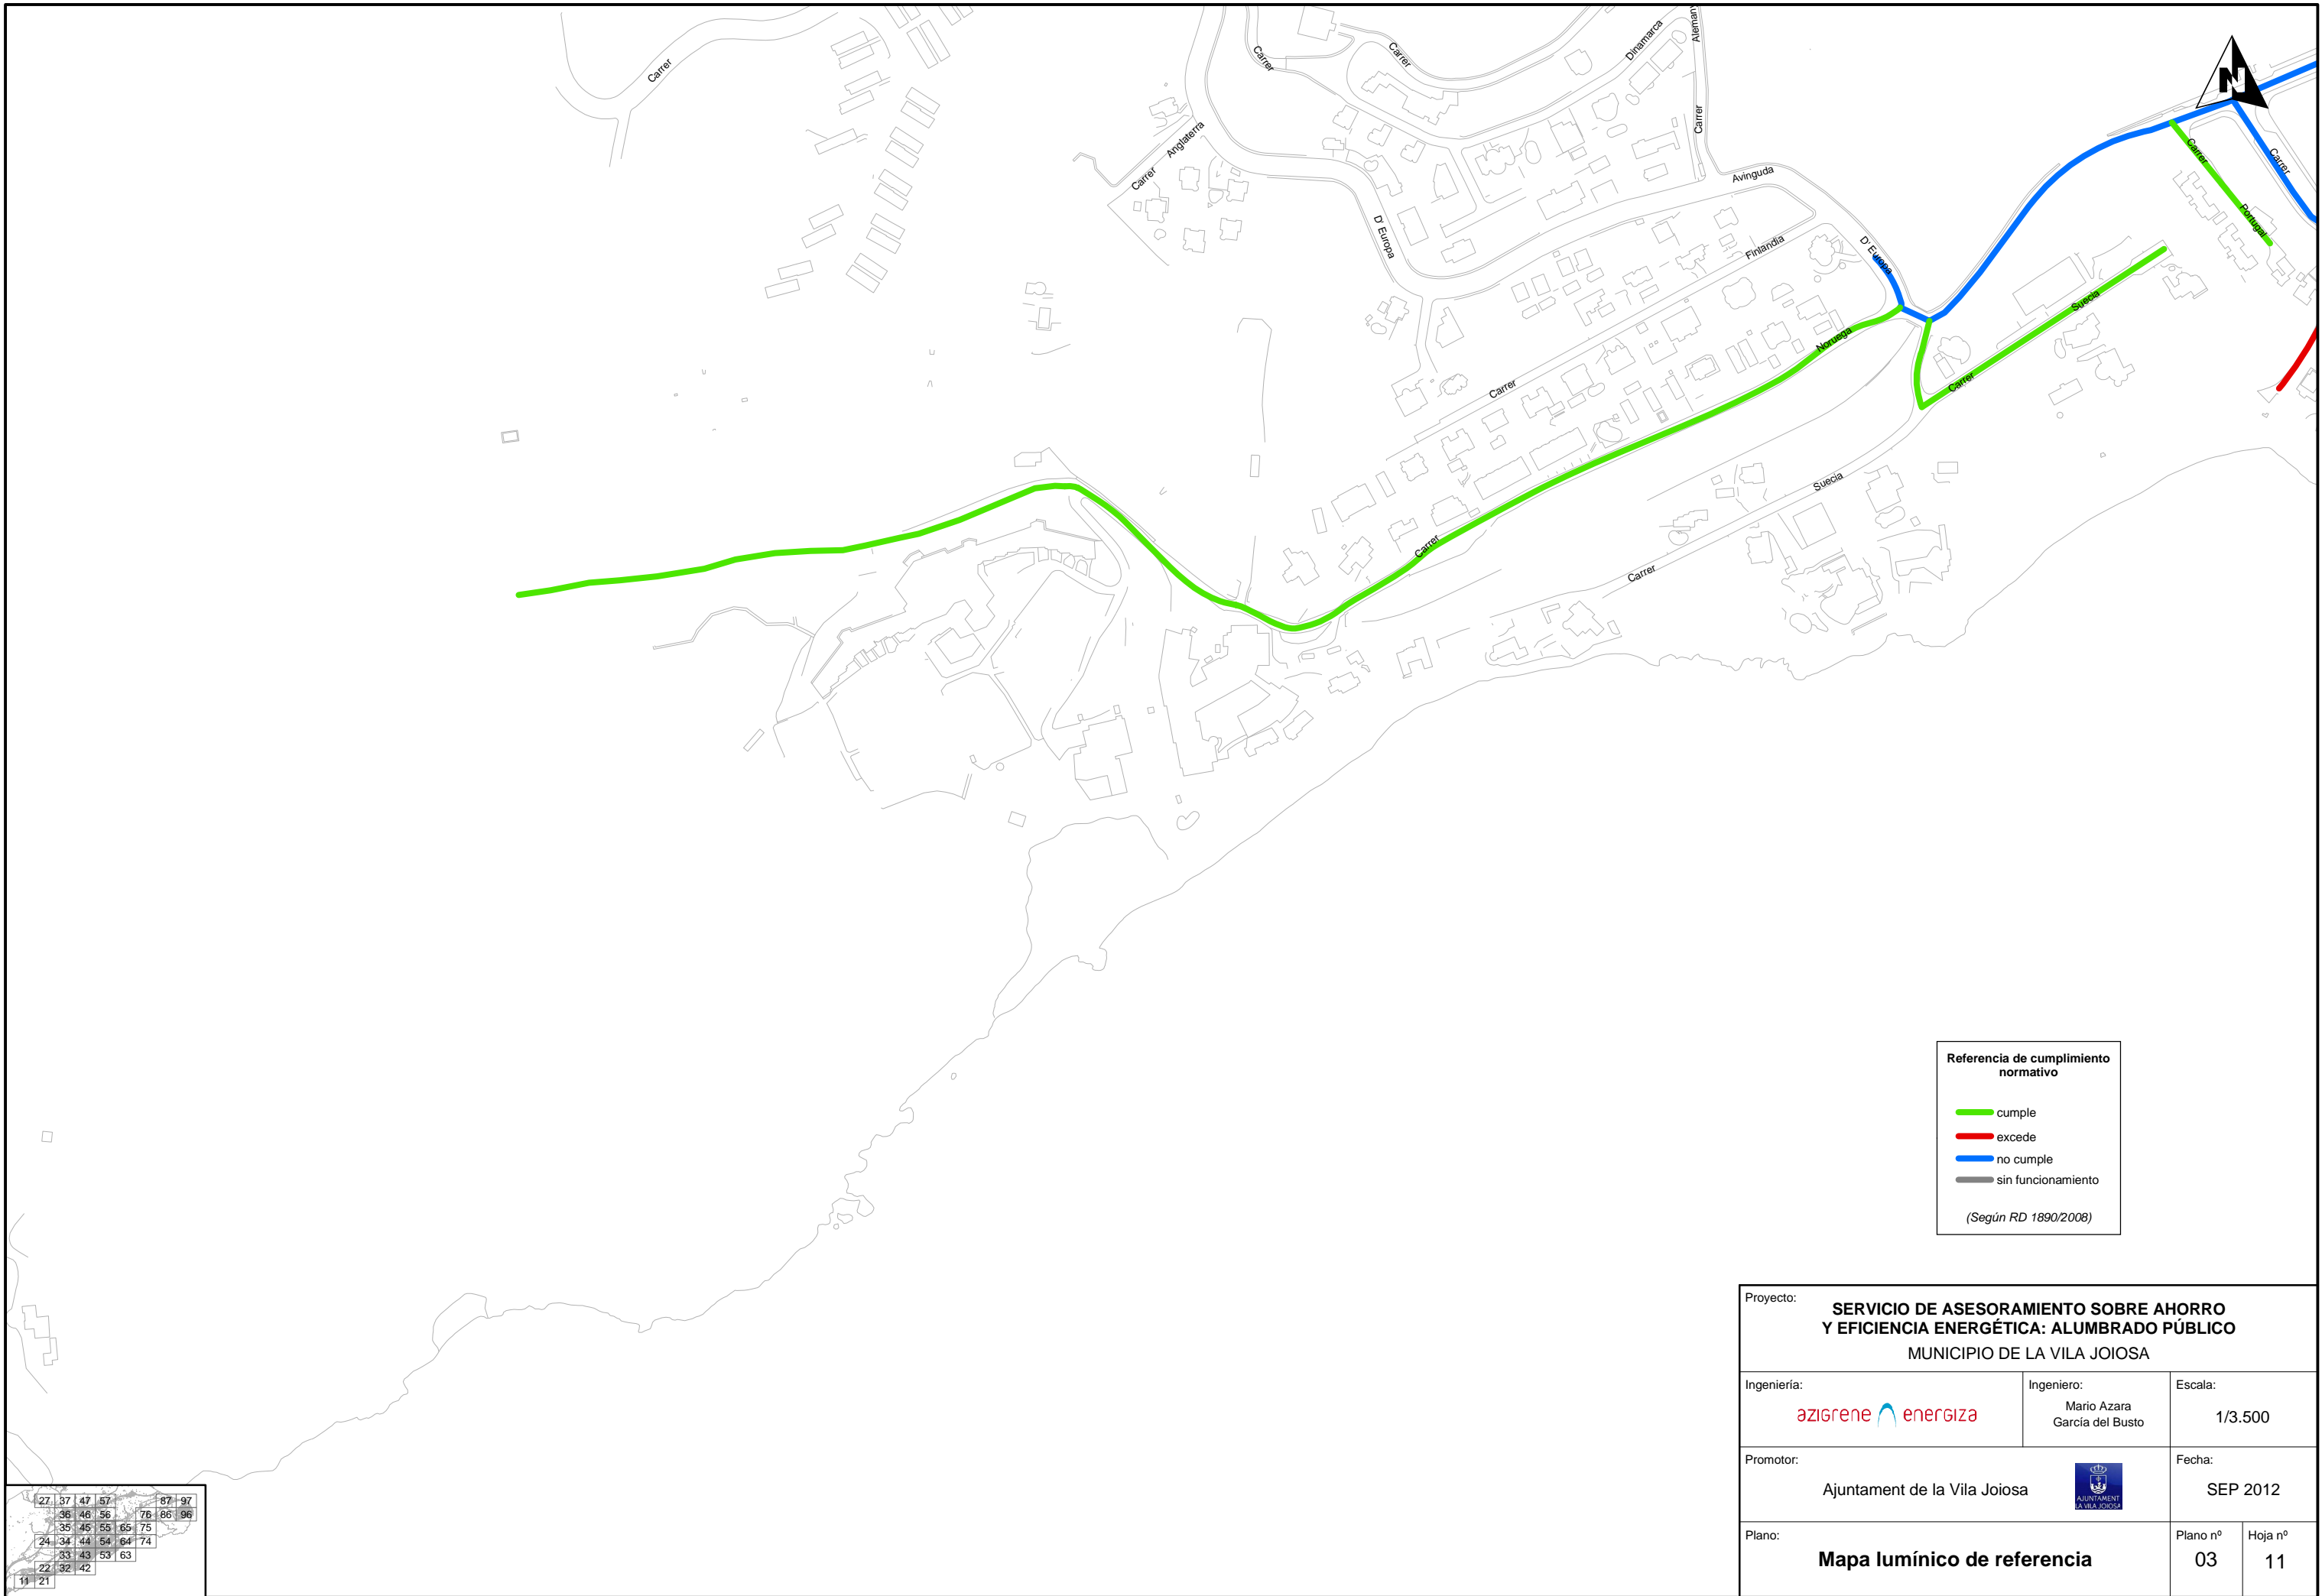 Carrer
Carrer
Carrer
Dinamarca
Carrer
Carrer
Anglaterra
Carrer
Avinguda
D' Europa
D' Europa
Finlandia
Carrer
Noruega
Carrer
Suecia
Carrer
Suecia
Carrer
Carrer
Portugal
Carrer
N
Referencia de cumplimiento
normativo
cumple
excede
no cumple
sin funcionamiento
(Según RD 1890/2008)
Proyecto:
SERVICIO DE ASESORAMIENTO SOBRE AHORRO
Y EFICIENCIA ENERGÉTICA: ALUMBRADO PÚBLICO
MUNICIPIO DE LA VILA JOIOSA
Ingeniería:
azigrene energiza
Ingeniero:
Mario Azara
García del Busto
Escala:
1/3.500
Promotor:
Ajuntament de la Vila Joiosa
AJUNTAMENT
LA VILA JOIOSA
Fecha:
SEP 2012
Plano:
Mapa lumínico de referencia
Plano nº
03
Hoja nº
11
27 37 47 57 87 97
36 46 56 76 86 96
35 45 55 65 75
24 34 44 54 64 74
33 43 53 63
22 32 42
11 21